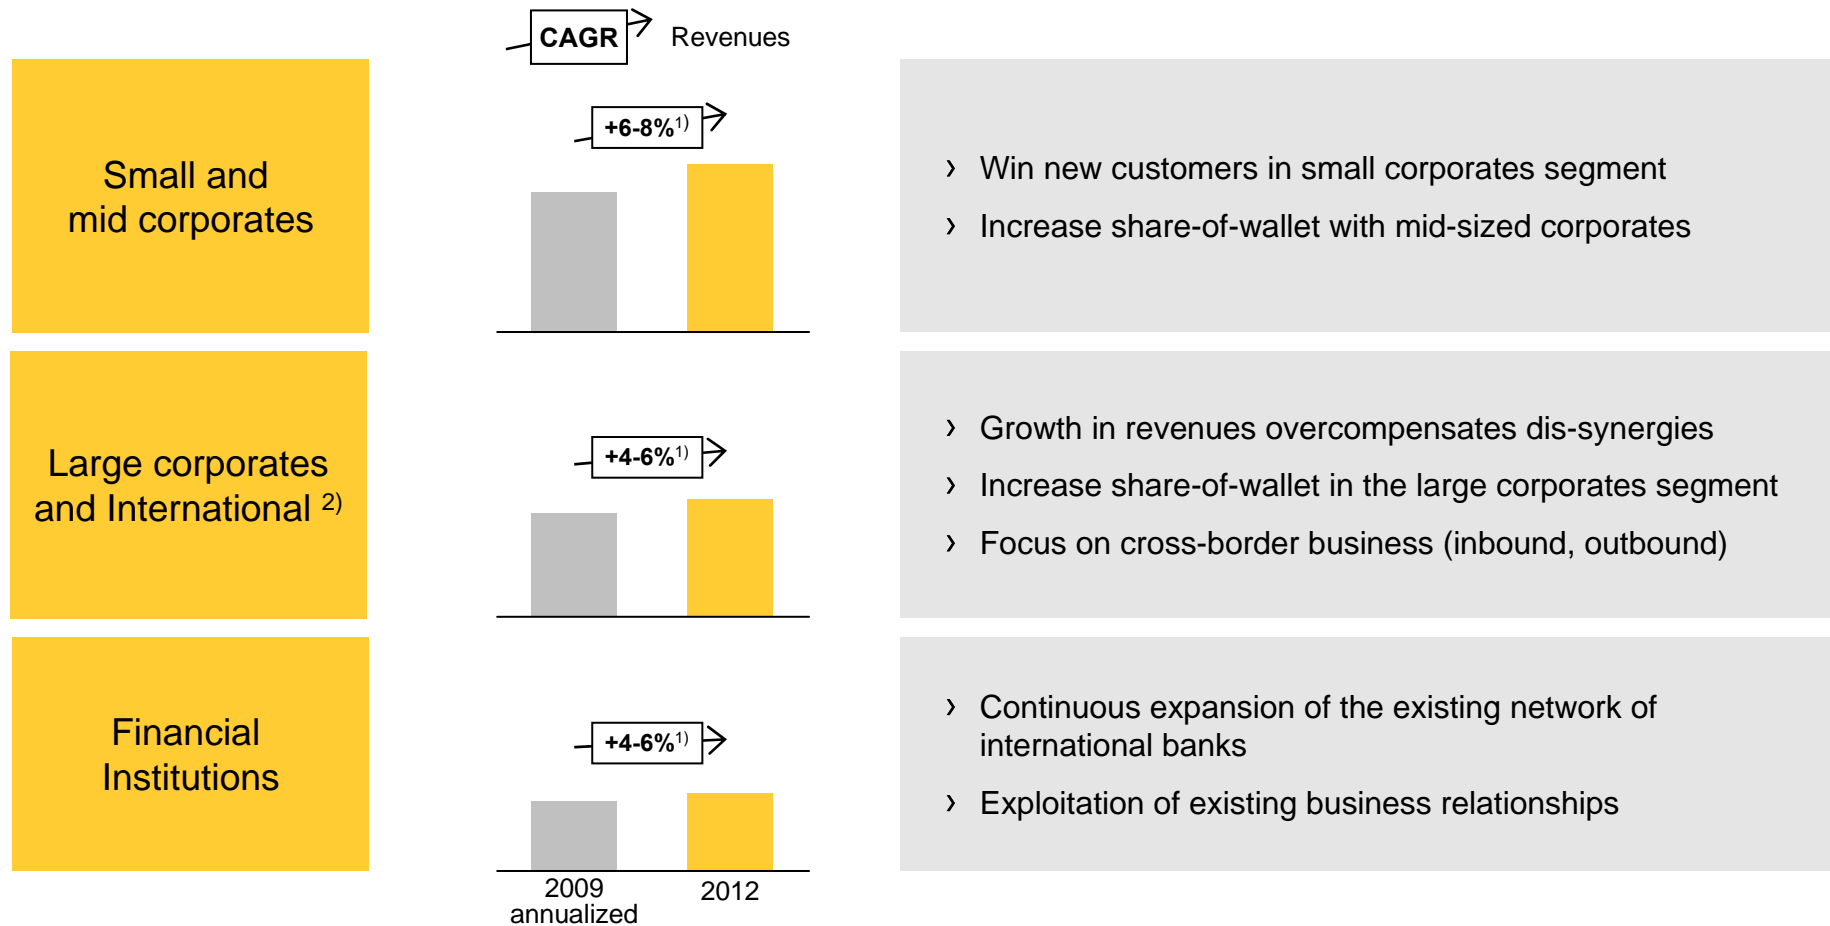 CAGR Revenues
Small and
mid corporates
+6-8%1)
› Win new customers in small corporates segment
› Increase share-of-wallet with mid-sized corporates
Large corporates
and International 2)
+4-6%1)
› Growth in revenues overcompensates dis-synergies
› Increase share-of-wallet in the large corporates segment
› Focus on cross-border business (inbound, outbound)
Financial
Institutions
+4-6%1)
› Continuous expansion of the existing network of
international banks
› Exploitation of existing business relationships
2009
annualized
2012